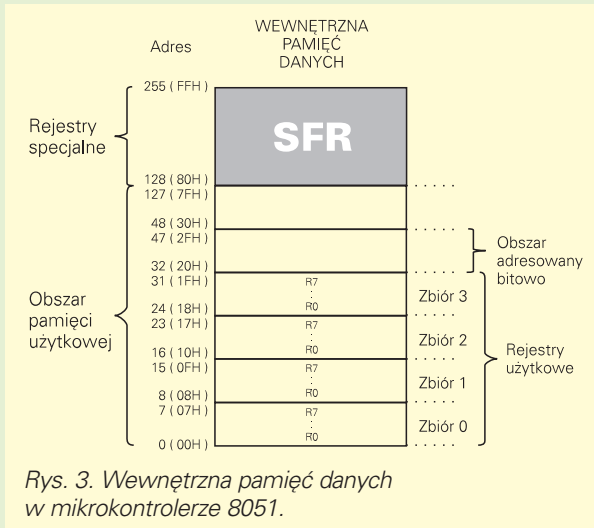 WEWNĘTRZNA
PAMIĘĆ
DANYCH
Adres
255 ( FFH )
Rejestry
specjalne
SFR
128 ( 80H )
127 ( 7FH )
48 ( 30H )
47 ( 2FH )
Obszar
adresowany
bitowo
32 ( 20H )
31 ( 1FH )
R7
:
R0
Zbiór 3
24 ( 18H )
23 ( 17H )
R7
:
R0
Zbiór 2
Obszar
pamięci
użytkowej
16 ( 10H )
15 ( 0FH )
R7
:
R0
Zbiór 1
Rejestry
użytkowe
8 ( 08H )
7 ( 07H )
R7
:
R0
Zbiór 0
0 ( 00H )
Rys. 3. Wewnętrzna pamięć danych
w mikrokontrolerze 8051.